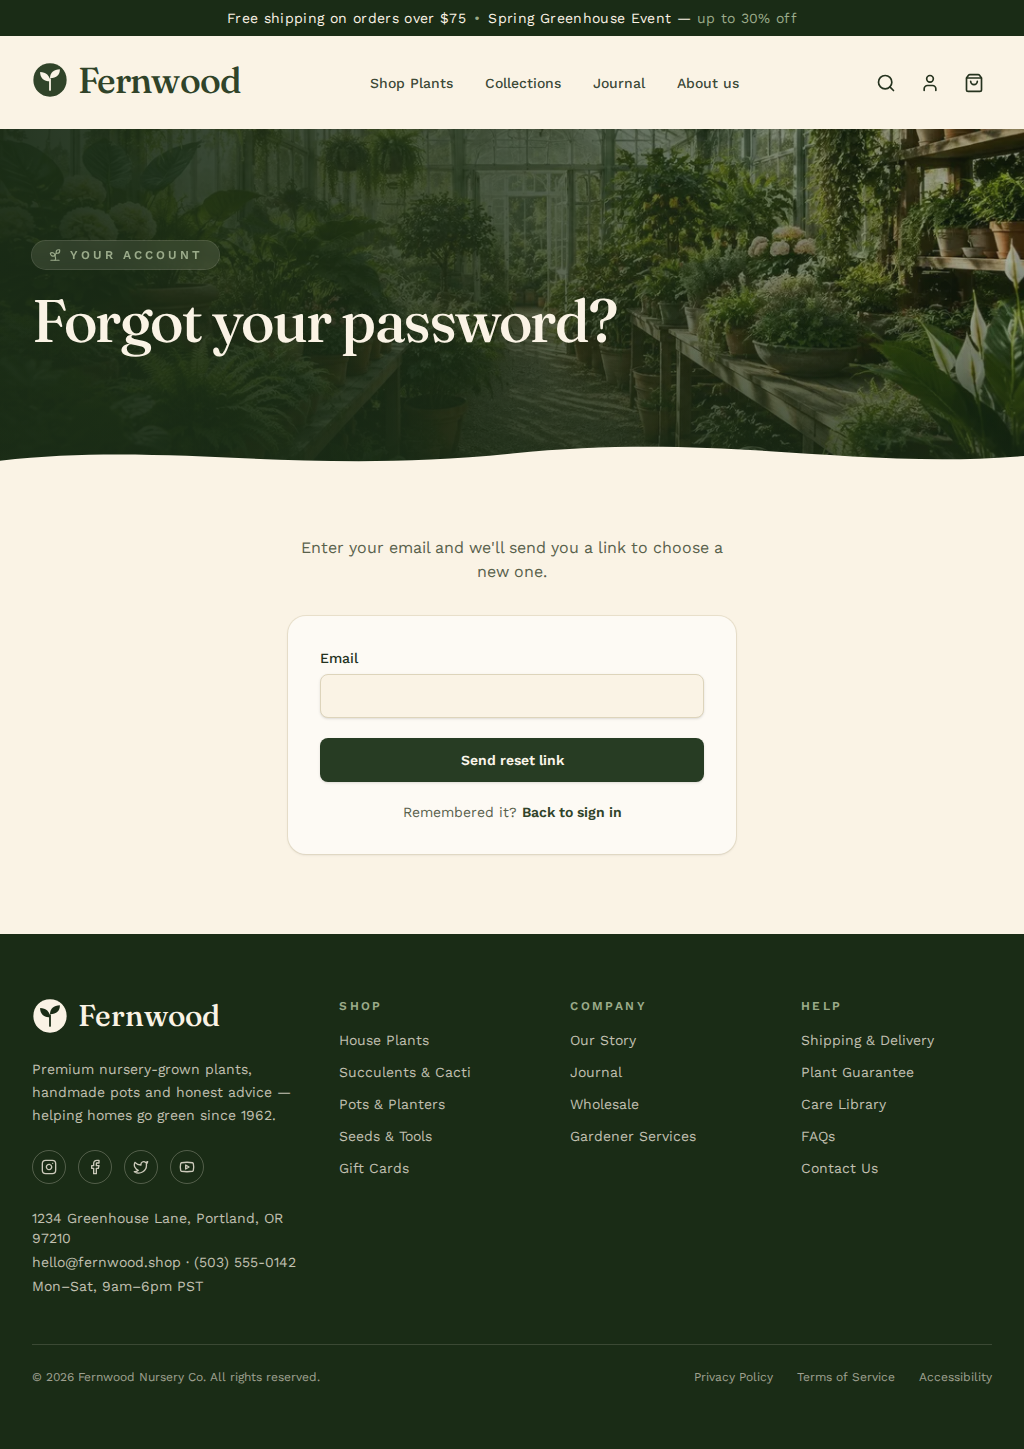 Free shipping on orders over $75 • Spring Greenhouse Event — up to 30% off
Fernwood
Shop Plants
Collections
Journal
About us
YOUR ACCOUNT
Forgot your password?
Enter your email and we'll send you a link to choose a
new one.
Email
Send reset link
Remembered it? Back to sign in
Fernwood
Premium nursery-grown plants,
handmade pots and honest advice —
helping homes go green since 1962.
1234 Greenhouse Lane, Portland, OR
97210
hello@fernwood.shop · (503) 555-0142
Mon–Sat, 9am–6pm PST
SHOP
House Plants
Succulents & Cacti
Pots & Planters
Seeds & Tools
Gift Cards
COMPANY
Our Story
Journal
Wholesale
Gardener Services
HELP
Shipping & Delivery
Plant Guarantee
Care Library
FAQs
Contact Us
© 2026 Fernwood Nursery Co. All rights reserved.
Privacy Policy
Terms of Service
Accessibility